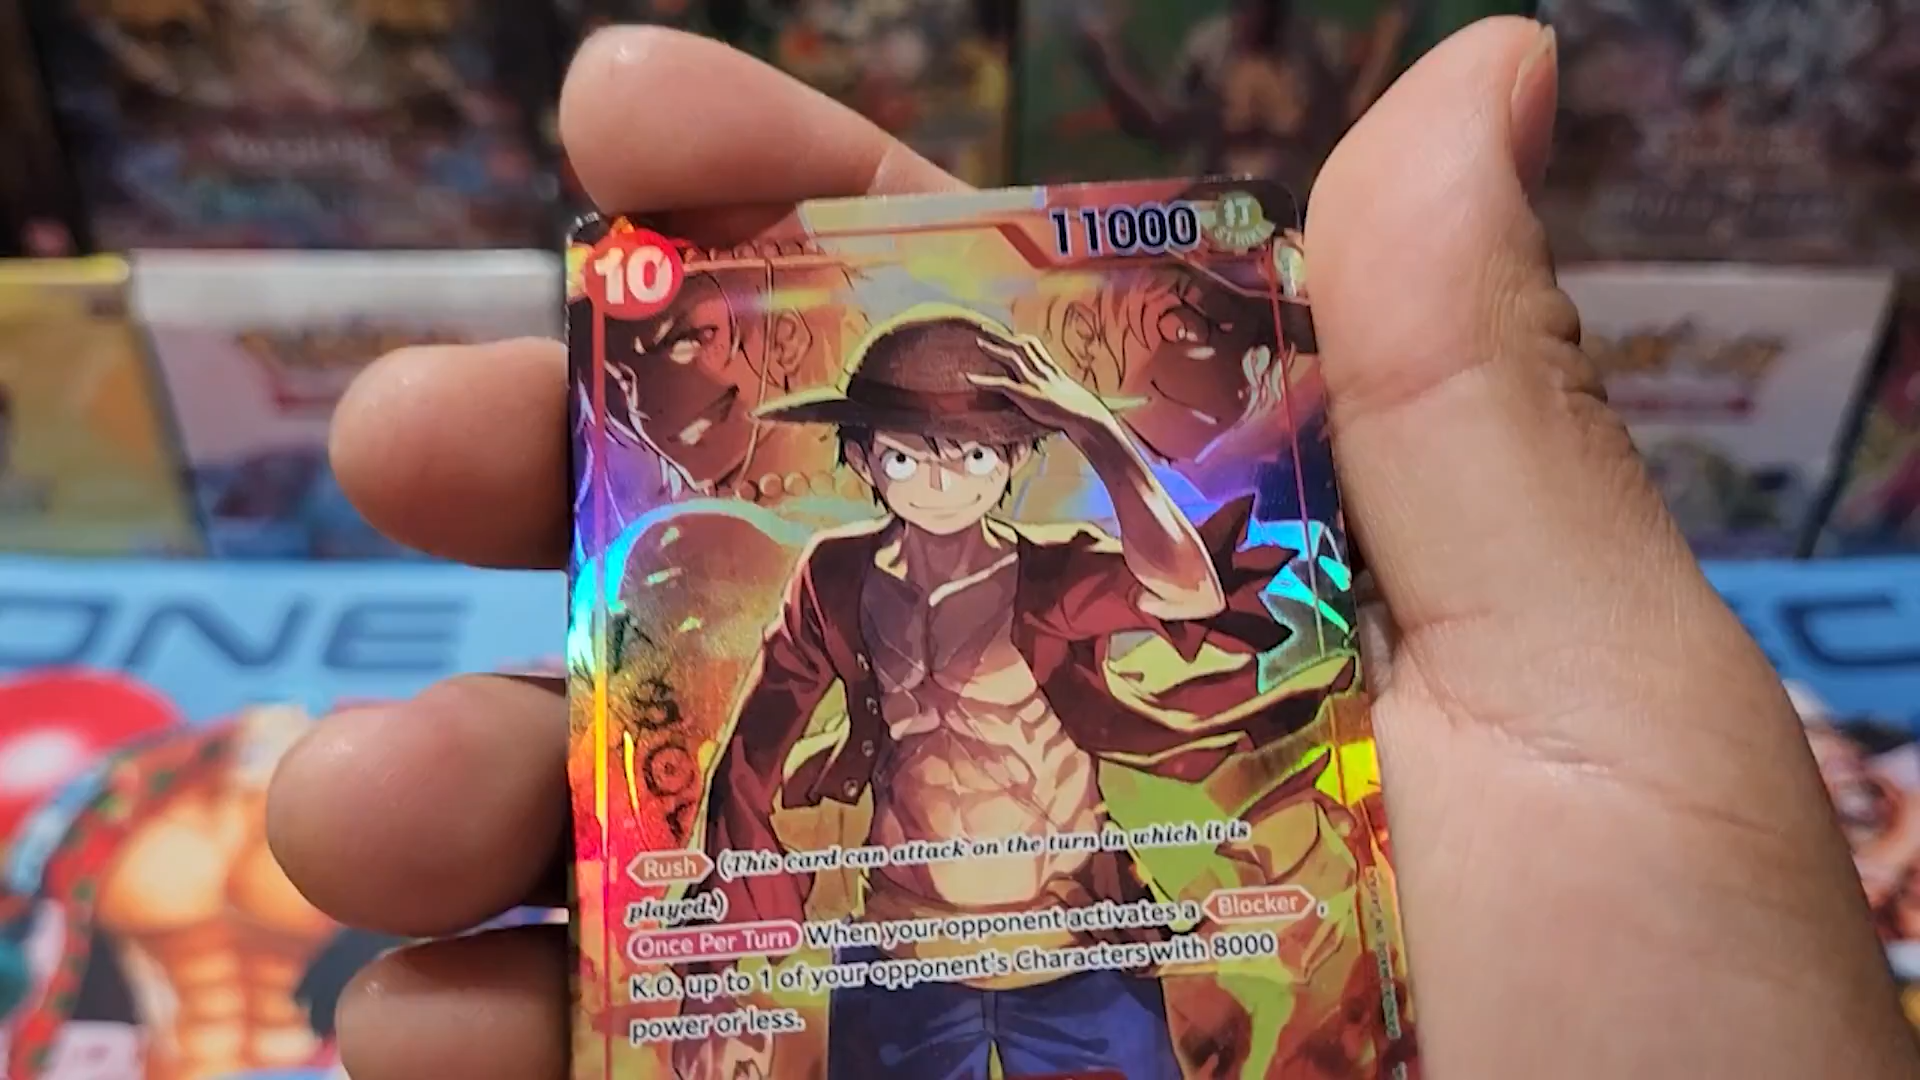 10
11000
打
STRIKE
Rush (This card can attack on the turn in which it is
played.)
Once Per Turn When your opponent activates a Blocker,
K.O. up to 1 of your opponent's Characters with 8000
power or less.
ONE